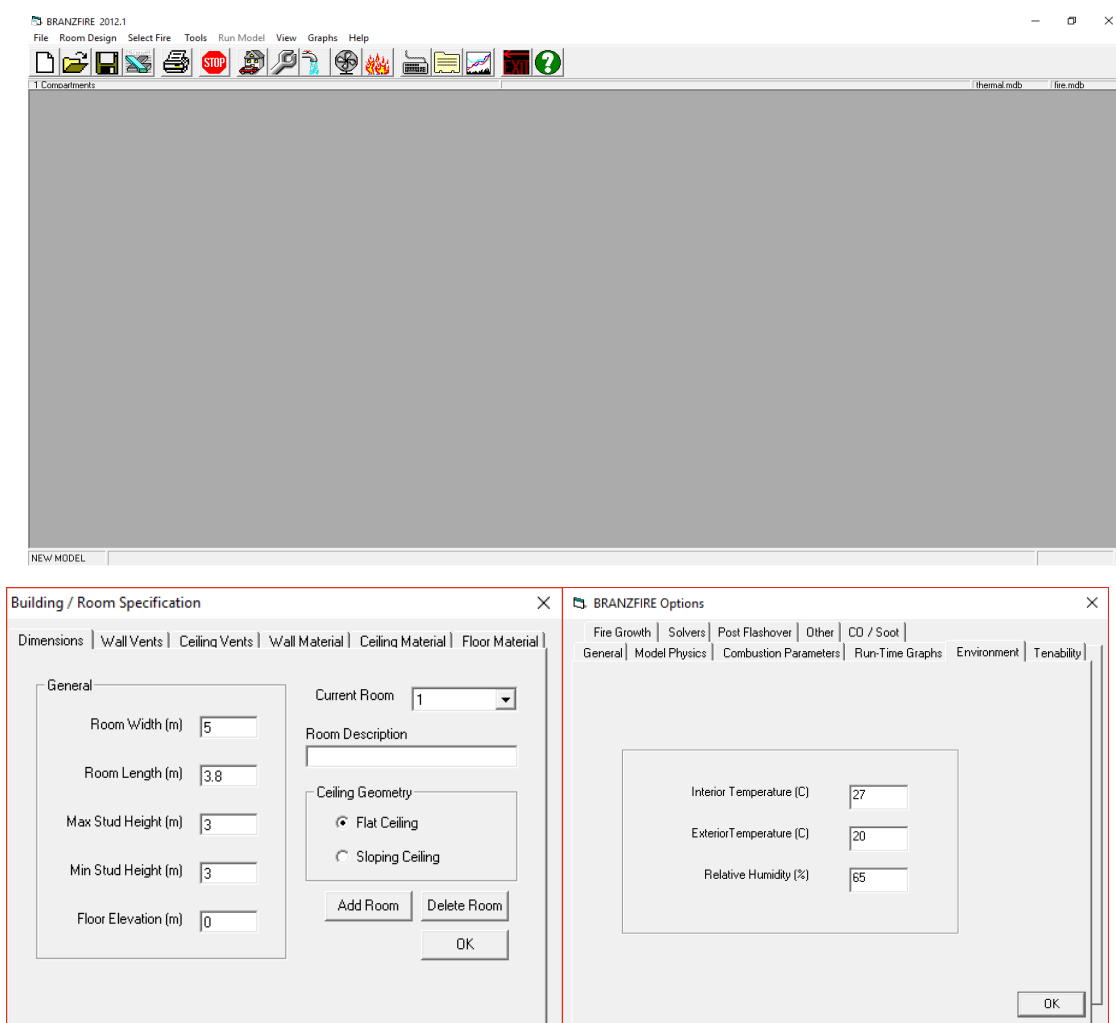 BRANZFIRE 2012.1
File Room Design Select Fire Tools Run Model View Graphs Help
STOP EXIT ?
1 Compartments thermal.mdb fire.mdb
NEW MODEL
Building / Room Specification
Dimensions Wall Vents Ceiling Vents Wall Material Ceiling Material Floor Material
General
Room Width (m) 5
Room Length (m) 3.8
Max Stud Height (m) 3
Min Stud Height (m) 3
Floor Elevation (m) 0
Current Room 1
Room Description
Ceiling Geometry
Flat Ceiling
Sloping Ceiling
Add Room Delete Room
OK
BRANZFIRE Options
Fire Growth Solvers Post Flashover Other CO / Soot
General Model Physics Combustion Parameters Run-Time Graphs Environment Tenability
Interior Temperature (C) 27
ExteriorTemperature (C) 20
Relative Humidity (%) 65
OK